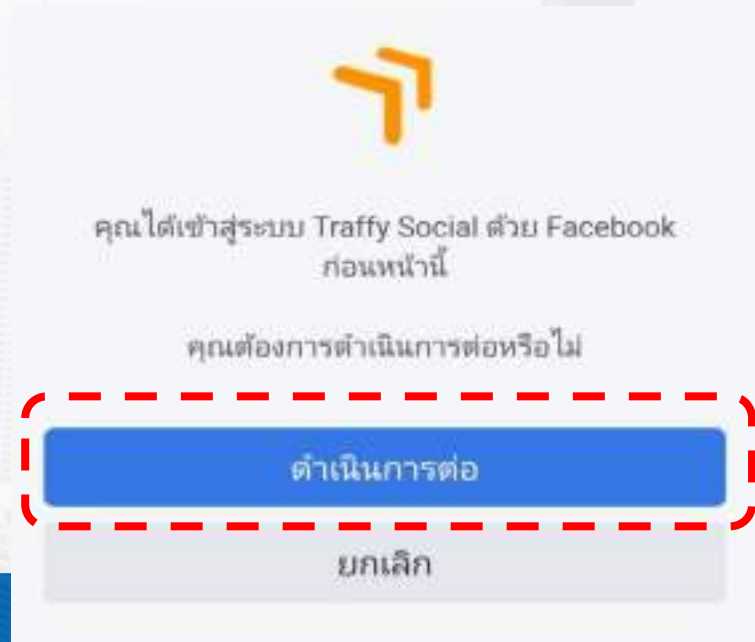 คุณได้เข้าสู่ระบบ Traffy Social ด้วย Facebook
ก่อนหน้านี้
คุณต้องการดำเนินการต่อหรือไม่
ดำเนินการต่อ
ยกเลิก